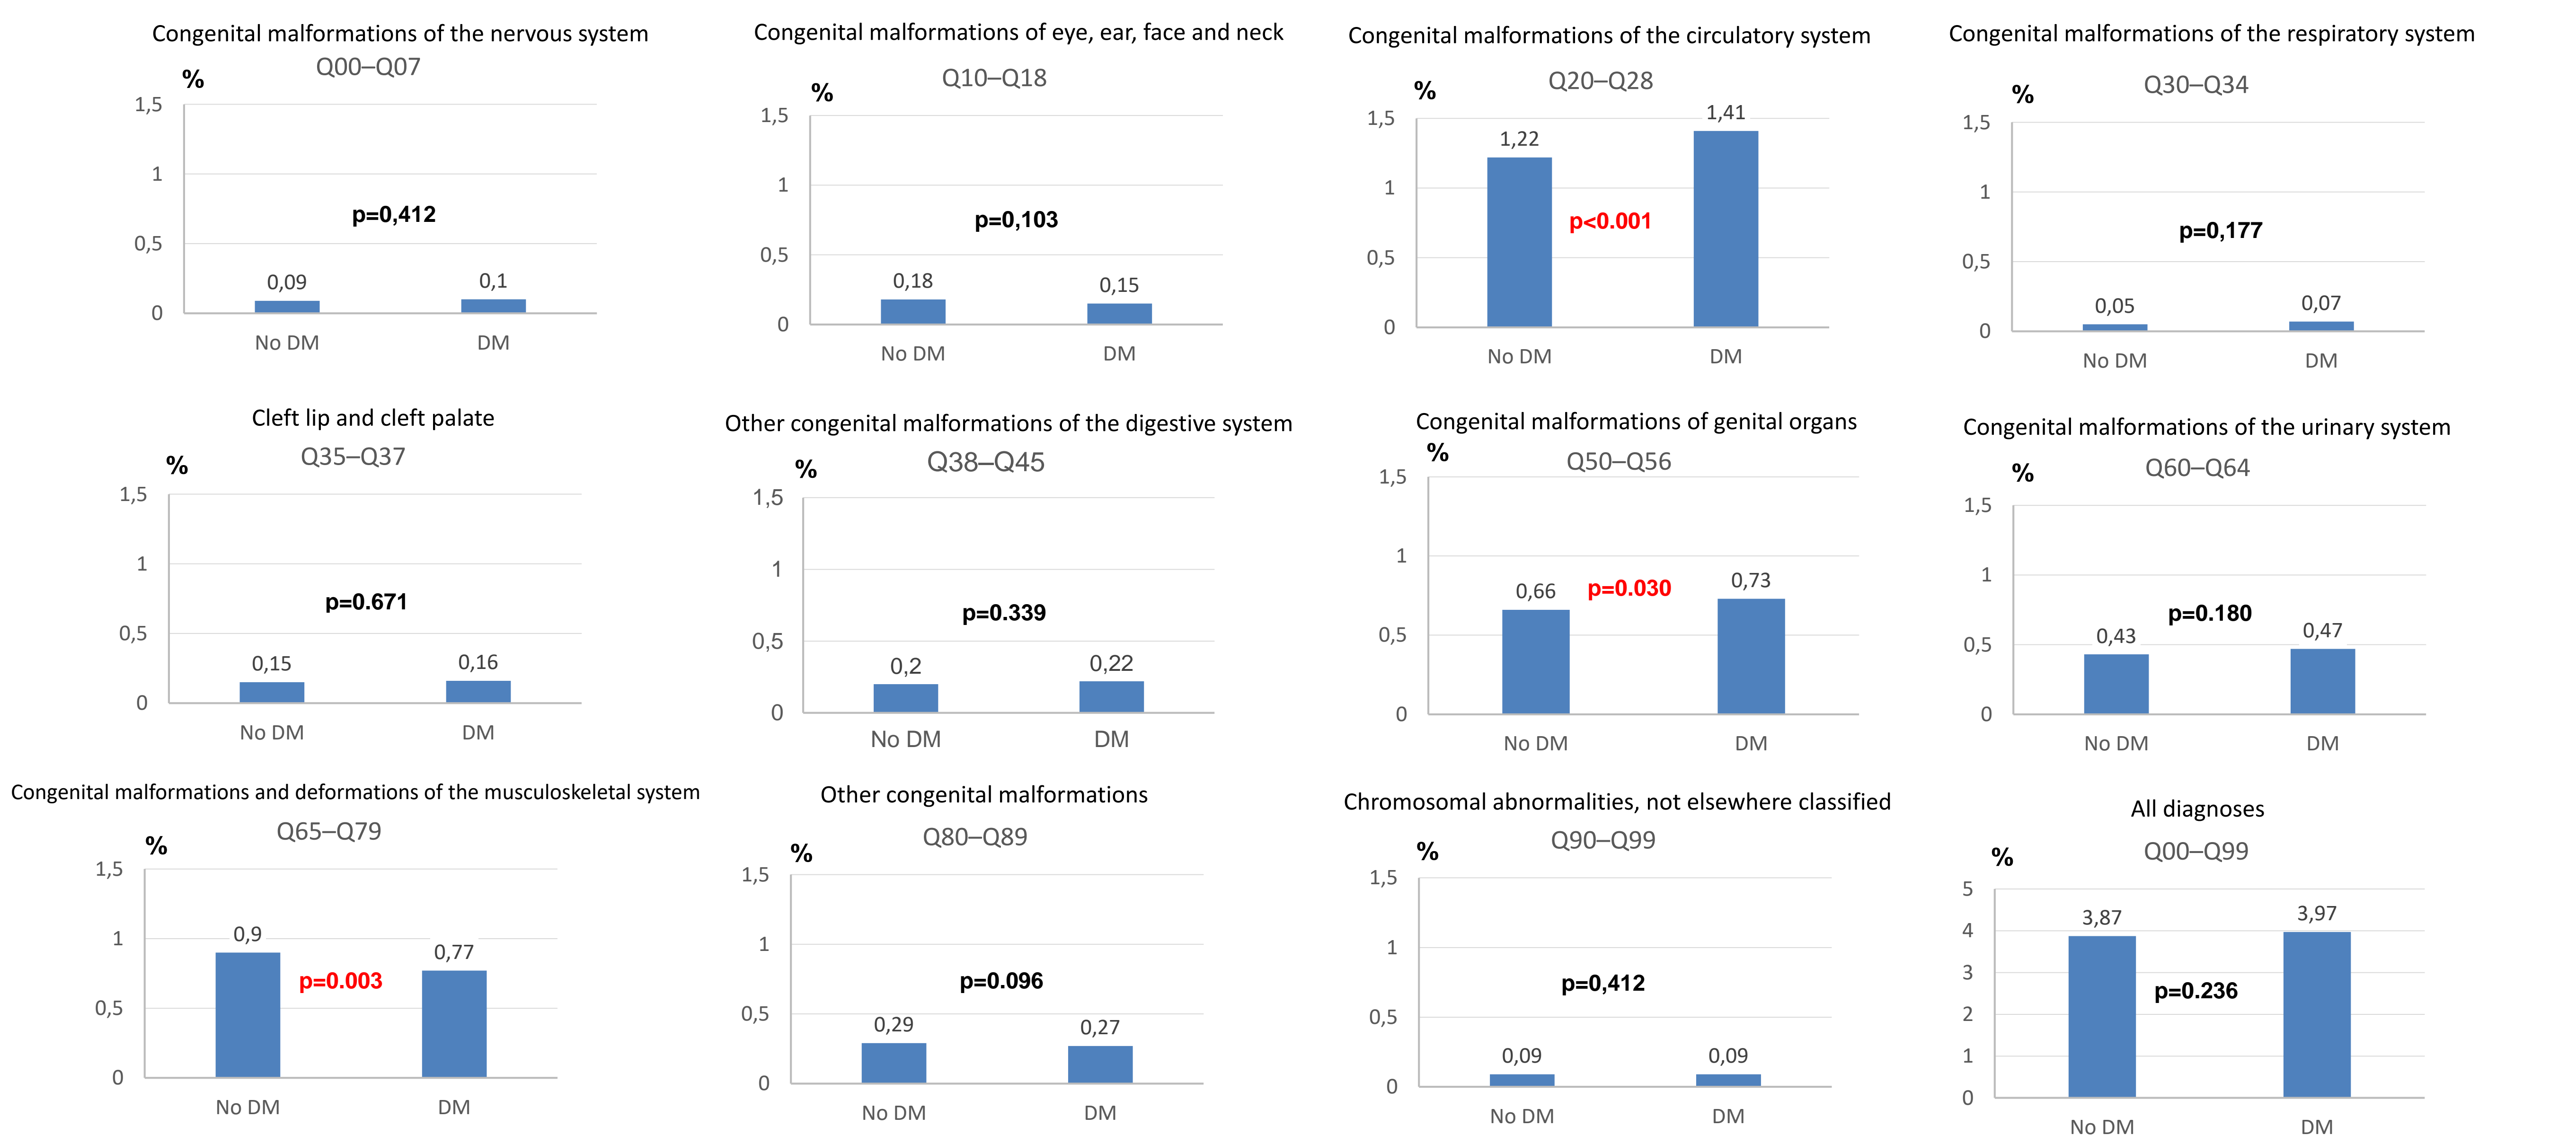 Congenital malformations of the nervous system
Q00–Q07
%
1,5
1
0,5
0
p=0,412
0,09
0,1
No DM
DM
Congenital malformations of eye, ear, face and neck
Q10–Q18
%
1,5
1
0,5
0
p=0,103
0,18
0,15
No DM
DM
Congenital malformations of the circulatory system
Q20–Q28
%
1,5
1
0,5
0
1,22
1,41
p<0.001
No DM
DM
Congenital malformations of the respiratory system
Q30–Q34
%
1,5
1
0,5
0
p=0,177
0,05
0,07
No DM
DM
Cleft lip and cleft palate
Q35–Q37
%
1,5
1
0,5
0
p=0.671
0,15
0,16
No DM
DM
Other congenital malformations of the digestive system
Q38–Q45
%
1,5
1
0,5
0
p=0.339
0,2
0,22
No DM
DM
Congenital malformations of genital organs
Q50–Q56
%
1,5
1
0,5
0
0,66
p=0.030
0,73
No DM
DM
Congenital malformations of the urinary system
Q60–Q64
%
1,5
1
0,5
0
p=0.180
0,43
0,47
No DM
DM
Congenital malformations and deformations of the musculoskeletal system
Q65–Q79
%
1,5
1
0,5
0
0,9
0,77
p=0.003
No DM
DM
Other congenital malformations
Q80–Q89
%
1,5
1
0,5
0
p=0.096
0,29
0,27
No DM
DM
Chromosomal abnormalities, not elsewhere classified
Q90–Q99
%
1,5
1
0,5
0
p=0,412
0,09
0,09
No DM
DM
All diagnoses
Q00–Q99
%
5
4
3
2
1
0
3,87
3,97
p=0.236
No DM
DM